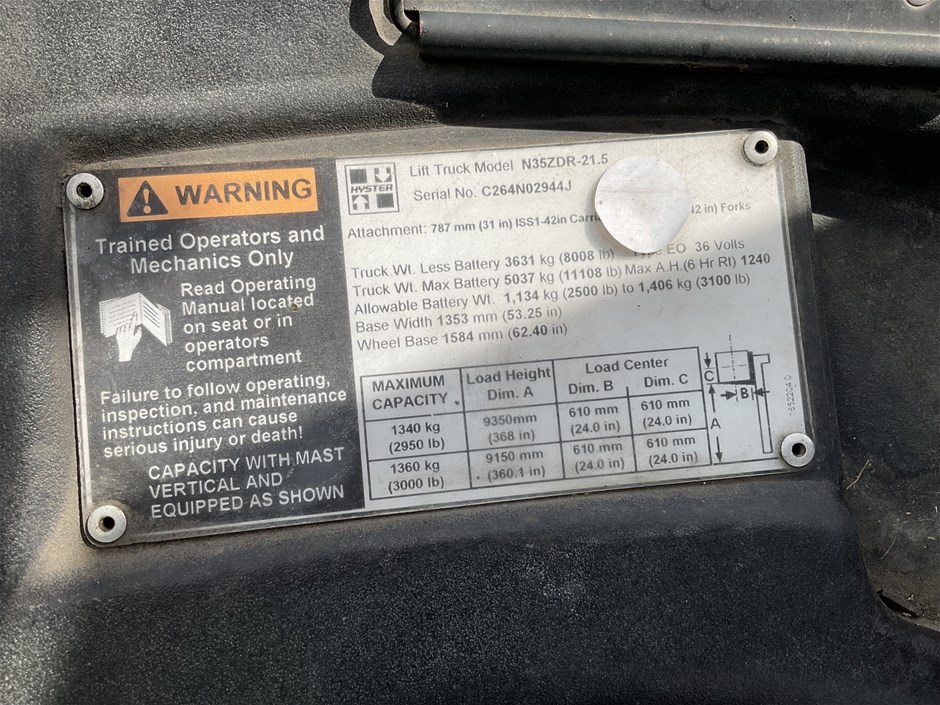 WARNING
Trained Operators and
Mechanics Only
Read Operating
Manual located
on seat or in
operators
compartment
Failure to follow operating,
inspection, and maintenance
instructions can cause
serious injury or death!
CAPACITY WITH MAST
VERTICAL AND
EQUIPPED AS SHOWN
HYSTER
Lift Truck Model N35ZDR-21.5
Serial No. C264N02944J
Attachment: 787 mm (31 in) ISS1-42in in) Forks
Truck Wt. Less Battery 3631 kg (8008 lb) EO 36 Volts
Truck Wt. Max Battery 5037 kg (11108 lb) Max A.H.(6 Hr Rt) 1240
Allowable Battery Wt. 1,134 kg (2500 lb) to 1,406 kg (3100 lb)
Base Width 1353 mm (53.25 in)
Wheel Base 1584 mm (62.40 in)
MAXIMUM CAPACITY Load Height Dim. A Load Center Dim. B Dim. C
1340 kg 9350mm 610 mm 610 mm
(2950 lb) (368 in) (24.0 in) (24.0 in)
1360 kg 9150 mm 610 mm 610 mm
(3000 lb) (360.1 in) (24.0 in) (24.0 in)
C
B
A